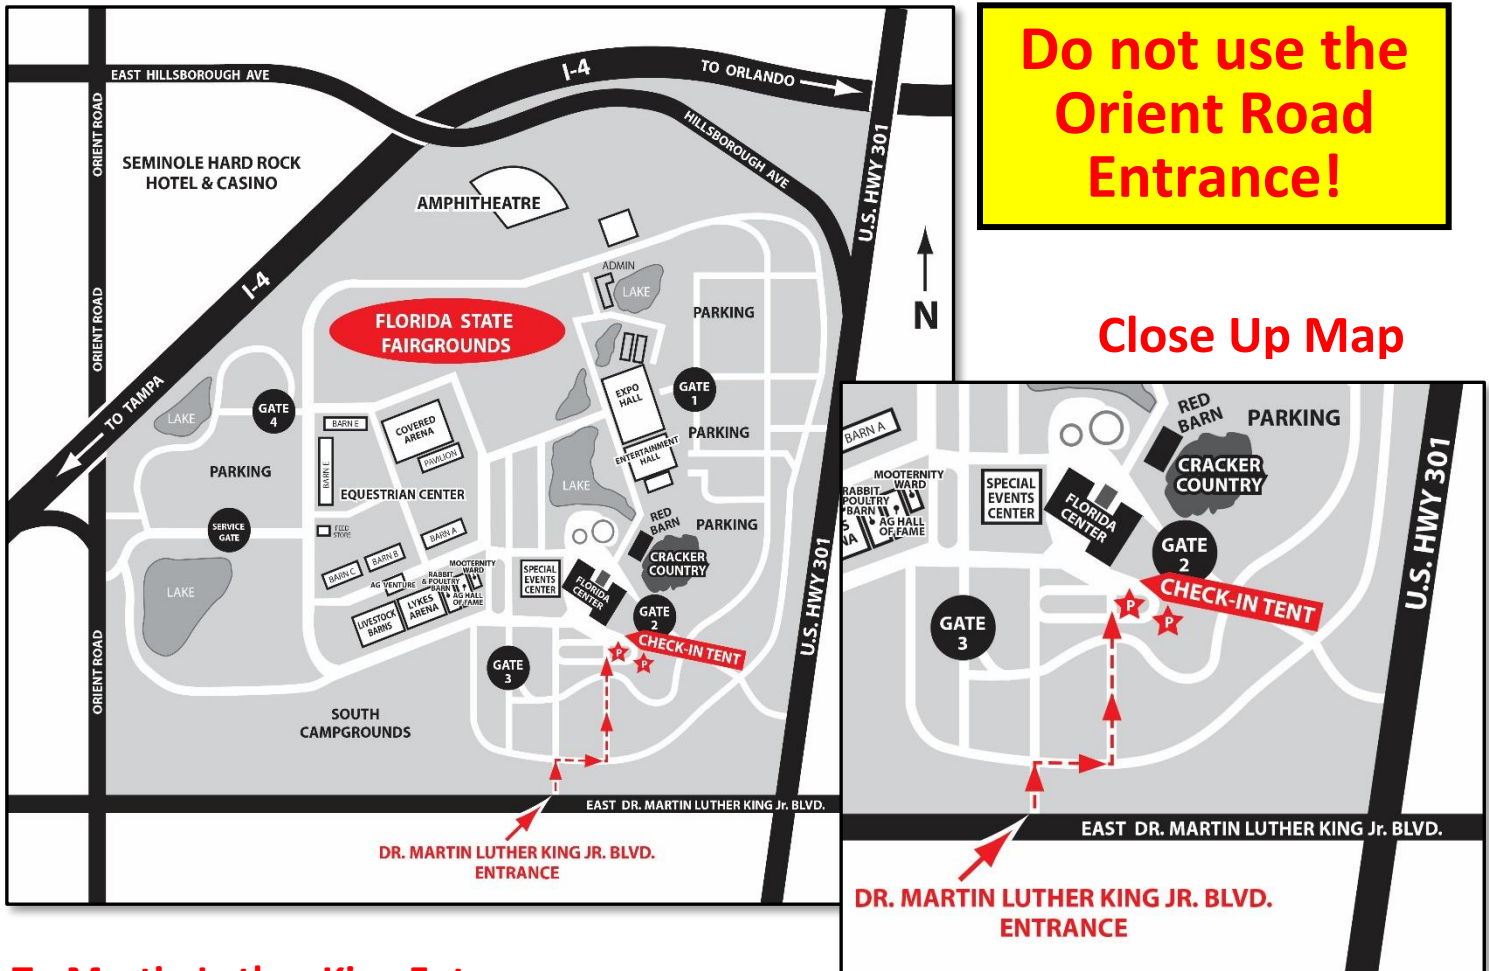 Do not use the
Orient Road
Entrance!
EAST HILLSBOROUGH AVE
I-4
TO ORLANDO
HILLSBOROUGH AVE
U.S. HWY 301
ORIENT ROAD
SEMINOLE HARD ROCK
HOTEL & CASINO
AMPHITHEATRE
N
I-4
ADMIN
LAKE
ORIENT ROAD
FLORIDA STATE
FAIRGROUNDS
PARKING
Close Up Map
TO TAMPA
LAKE
GATE
4
BARN E
COVERED
ARENA
PAVILION
EXPO
HALL
GATE
1
PARKING
ENTERTAINMENT
HALL
PARKING
BARN E
EQUESTRIAN CENTER
LAKE
SERVICE
GATE
FEED
STORE
BARN A
RED
BARN
PARKING
U.S. HWY 301
CRACKER
COUNTRY
BARN B
BARN C
AG VENTURE
MOOTERNITY
WARD
RABBIT
& POULTRY
BARN
AG HALL
OF FAME
SPECIAL
EVENTS
CENTER
FLORIDA
CENTER
LAKE
LIVESTOCK
BARNS
LYKES
ARENA
GATE
2
CHECK-IN TENT
P
P
GATE
3
ORIENT ROAD
SOUTH
CAMPGROUNDS
EAST DR. MARTIN LUTHER KING Jr. BLVD.
DR. MARTIN LUTHER KING JR. BLVD.
ENTRANCE
RED
BARN
PARKING
BARN A
CRACKER
COUNTRY
U.S. HWY 301
MOOTERNITY
WARD
RABBIT
POULTRY
BARN
AG HALL
OF FAME
S
NA
SPECIAL
EVENTS
CENTER
FLORIDA
CENTER
GATE
2
CHECK-IN TENT
P
P
GATE
3
EAST DR. MARTIN LUTHER KING Jr. BLVD.
DR. MARTIN LUTHER KING JR. BLVD.
ENTRANCE